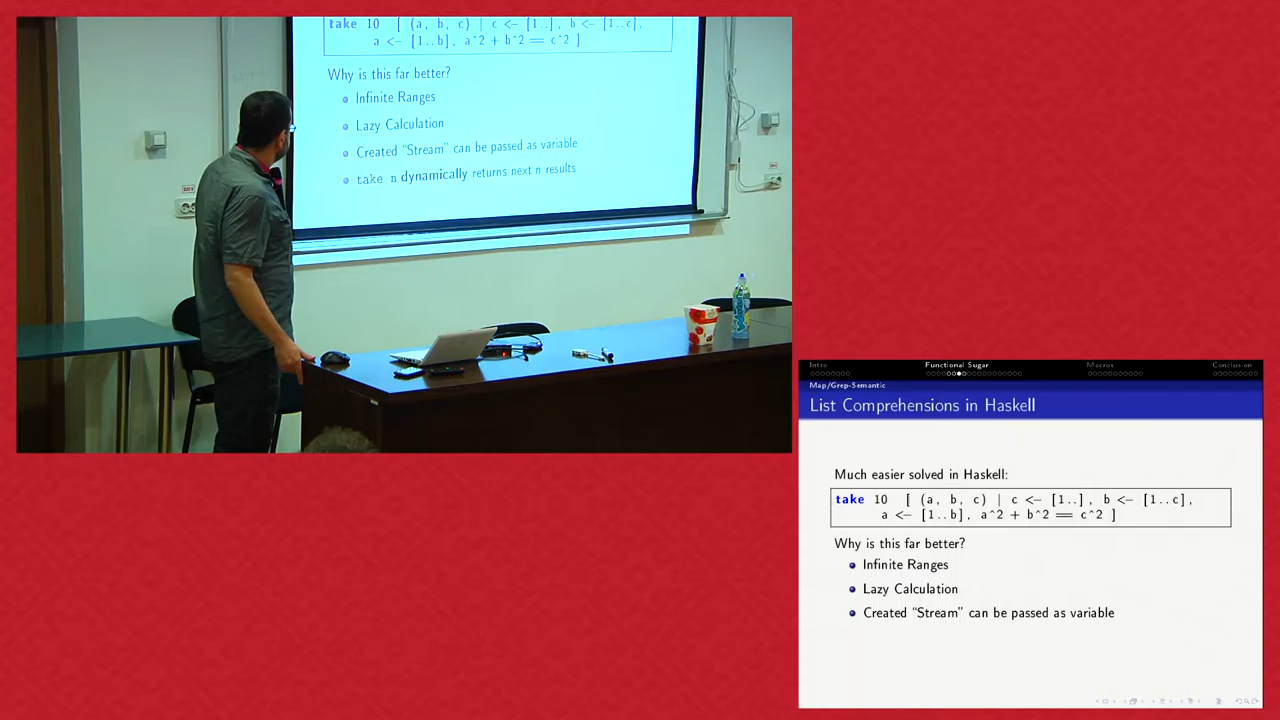 take 10 [ (a, b, c) | c <- [1..], b <- [1..c],
a <- [1..b], a^2 + b^2 == c^2 ]
Why is this far better?
Infinite Ranges
Lazy Calculation
Created “Stream” can be passed as variable
take n dynamically returns next n results
Intro
Functional Sugar
Macros
Conclusion
Map/Grep-Semantic
List Comprehensions in Haskell
Much easier solved in Haskell:
take 10 [ (a, b, c) | c <- [1..], b <- [1..c],
a <- [1..b], a^2 + b^2 == c^2 ]
Why is this far better?
Infinite Ranges
Lazy Calculation
Created “Stream” can be passed as variable